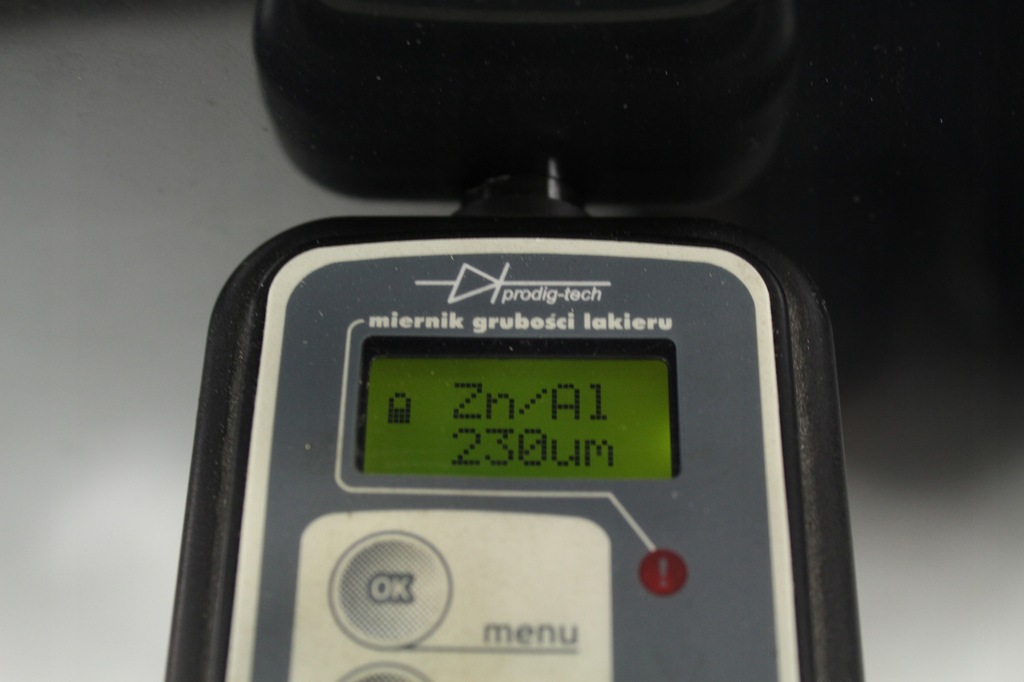 prodig-tech
miernik grubości lakieru
Zn/Al
230um
!
OK
menu